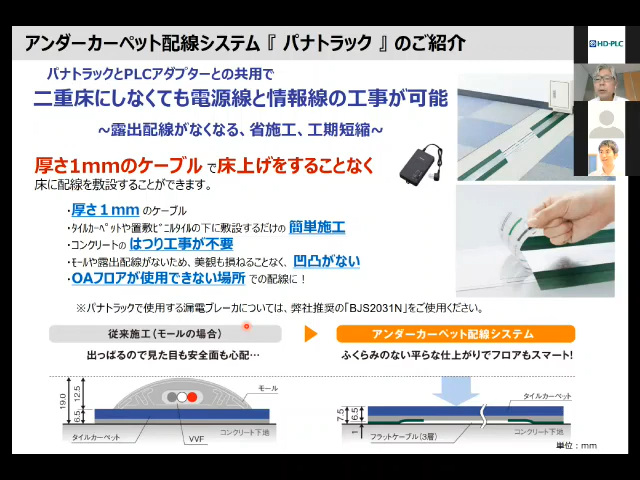 アンダーカーペット配線システム『 パナトラック 』のご紹介
HD-PLC
パナトラックとPLCアダプターとの共用で
二重床にしなくても電源線と情報線の工事が可能
~露出配線がなくなる、省施工、工期短縮~
厚さ1mmのケーブルで床上げをすることなく
床に配線を敷設することができます。
・厚さ1mmのケーブル
・タイルカーペットや置敷ビニルタイルの下に敷設するだけの 簡単施工
・コンクリートの はつり工事が不要
・モールや露出配線がないため、美観も損ねることなく、凹凸がない
・OAフロアが使用できない場所での配線に!
※パナトラックで使用する漏電ブレーカについては、弊社推奨の「BJS2031N」をご使用ください。
従来施工(モールの場合)
アンダーカーペット配線システム
出っぱるので見た目も安全面も心配…
ふくらみのない平らな仕上がりでフロアもスマート!
19.0
12.5
6.5
モール
タイルカーペット
VVF
コンクリート下地
7.5
6.5
1
タイルカーペット
フラットケーブル(3層)
コンクリート下地
単位:mm